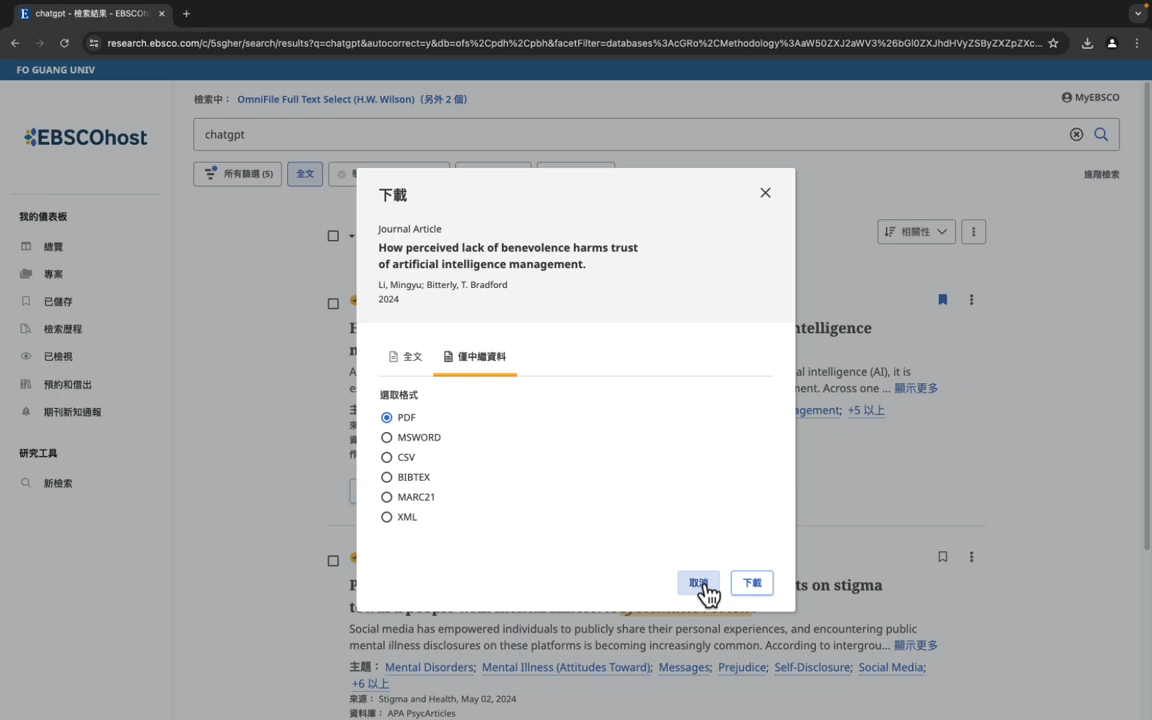 chatgpt - 檢索結果 - EBSCOh
research.ebsco.com/c/5sgher/search/results?q=chatgpt&autocorrect=y&db=ofs%2Cpdh%2Cpbh&facetFilter=databases%3AcGRo%2CMethodology%3AaW50ZXJ2aWV3%26bGl0ZXJhdHVyZSByZXZpZXc...
FO GUANG UNIV
檢索中： OmniFile Full Text Select (H.W. Wilson)（另外 2 個）
MyEBSCO
EBSCOhost
chatgpt
所有篩選 (5)
全文
進階檢索
我的儀表板
總覽
專案
已儲存
檢索歷程
已檢視
預約和借出
期刊新知通報
研究工具
新檢索
相關性
下載
Journal Article
How perceived lack of benevolence harms trust
of artificial intelligence management.
Li, Mingyu; Bitterly, T. Bradford
2024
全文
僅中繼資料
選取格式
PDF
MSWORD
CSV
BIBTEX
MARC21
XML
下載
ntelligence
al intelligence (AI), it is
ent. Across one ... 顯示更多
agement; +5 以上
ts on stigma
Social media has empowered individuals to publicly share their personal experiences, and encountering public
mental illness disclosures on these platforms is becoming increasingly common. According to intergrou... 顯示更多
主題： Mental Disorders; Mental Illness (Attitudes Toward); Messages; Prejudice; Self-Disclosure; Social Media;
+6 以上
來源： Stigma and Health, May 02, 2024
資料庫： APA PsycArticles